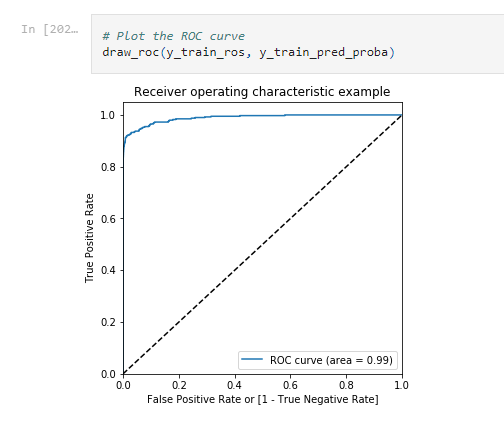 In [202…
# Plot the ROC curve
draw_roc(y_train_ros, y_train_pred_proba)
Receiver operating characteristic example
1.0
0.8
0.6
0.4
0.2
0.0
True Positive Rate
ROC curve (area = 0.99)
0.0 0.2 0.4 0.6 0.8 1.0
False Positive Rate or [1 - True Negative Rate]